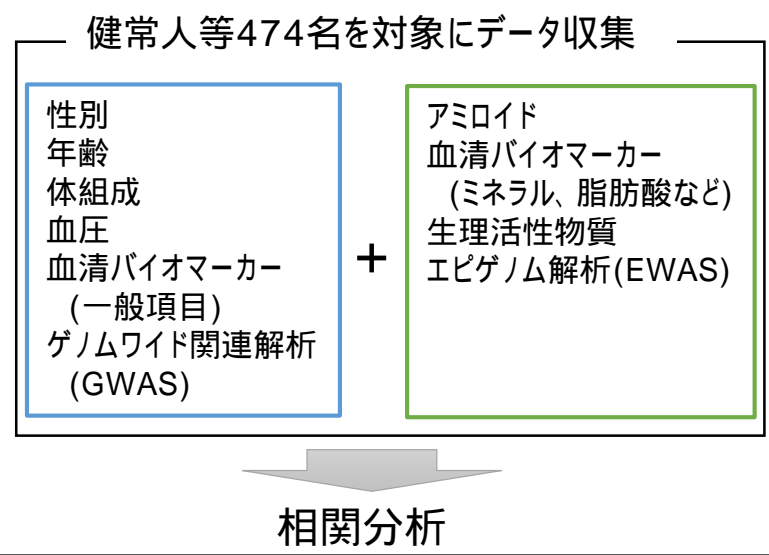 健常人等474名を対象にデータ収集
性別
年齢
体組成
血圧
血清バイオマーカー
(一般項目)
ゲノムワイド関連解析
(GWAS)
+
アミロイド
血清バイオマーカー
(ミネラル、脂肪酸など)
生理活性物質
エピゲノム解析(EWAS)
相関分析